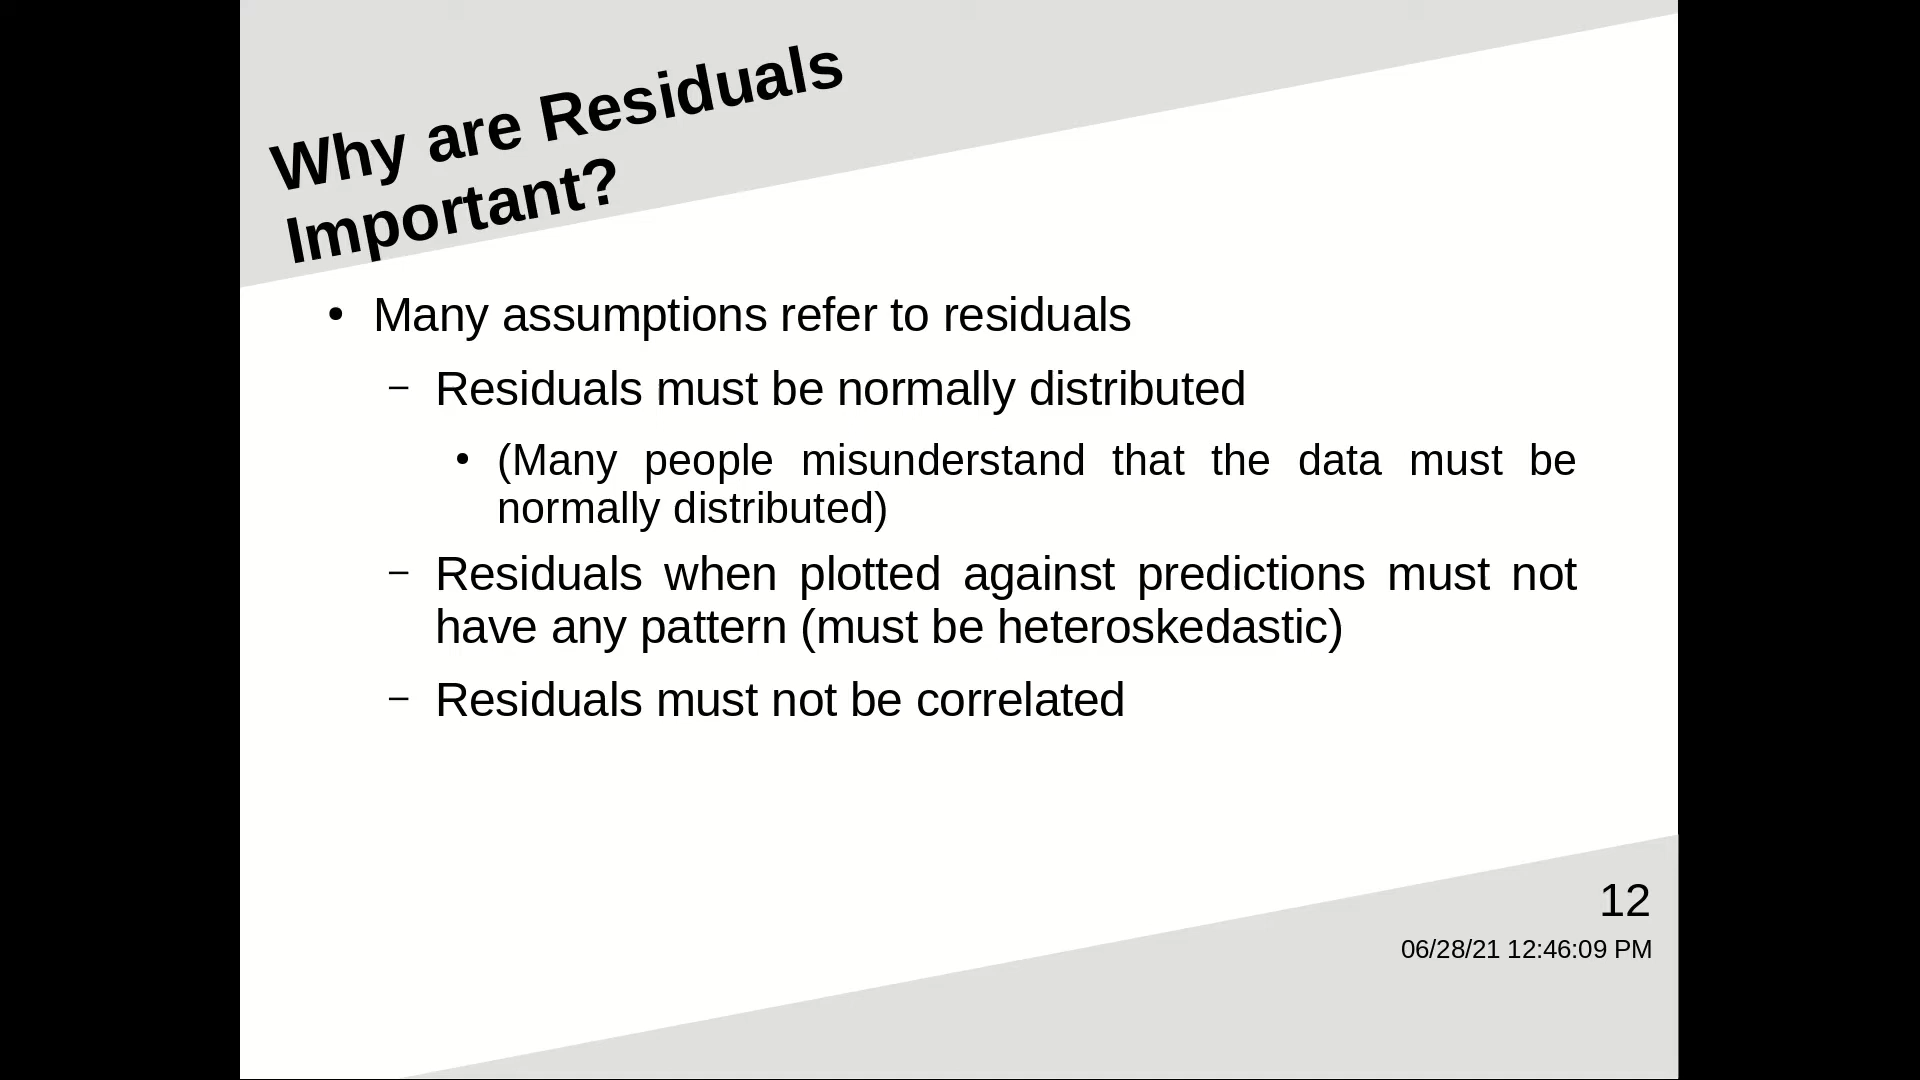 Why are Residuals
Important?
• Many assumptions refer to residuals
– Residuals must be normally distributed
• (Many people misunderstand that the data must be
normally distributed)
– Residuals when plotted against predictions must not
have any pattern (must be heteroskedastic)
– Residuals must not be correlated
12
06/28/21 12:46:09 PM